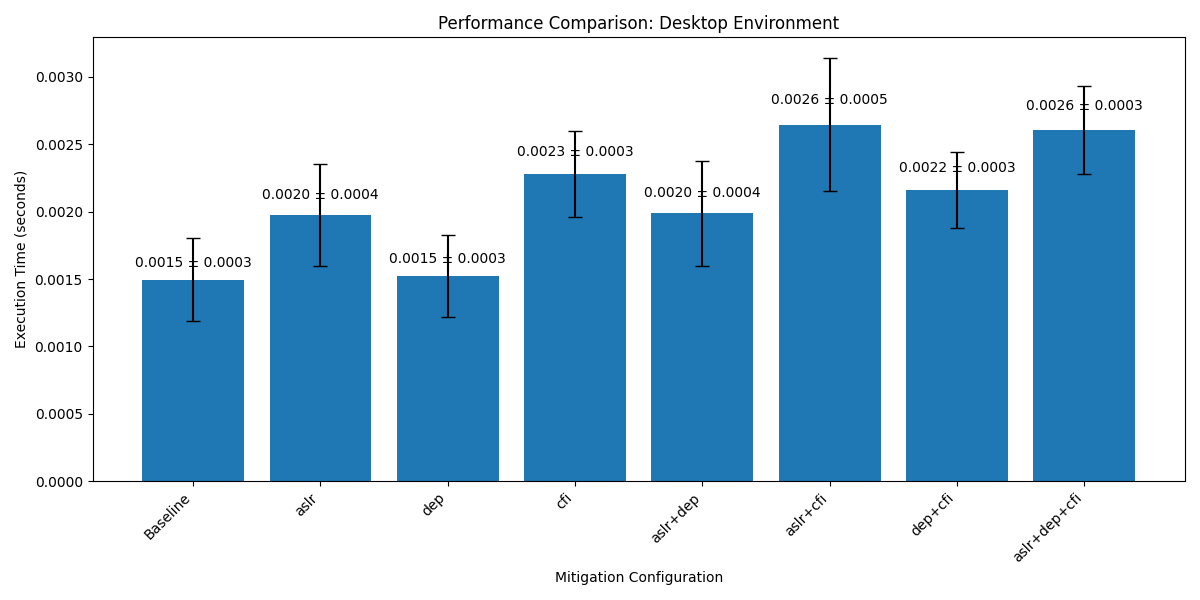 Performance Comparison: Desktop Environment
Execution Time (seconds)
0.0030
0.0025
0.0020
0.0015
0.0010
0.0005
0.0000
0.0015 ± 0.0003
0.0020 ± 0.0004
0.0015 ± 0.0003
0.0023 ± 0.0003
0.0020 ± 0.0004
0.0026 ± 0.0005
0.0022 ± 0.0003
0.0026 ± 0.0003
Baseline
aslr
dep
cfi
aslr+dep
aslr+cfi
dep+cfi
aslr+dep+cfi
Mitigation Configuration